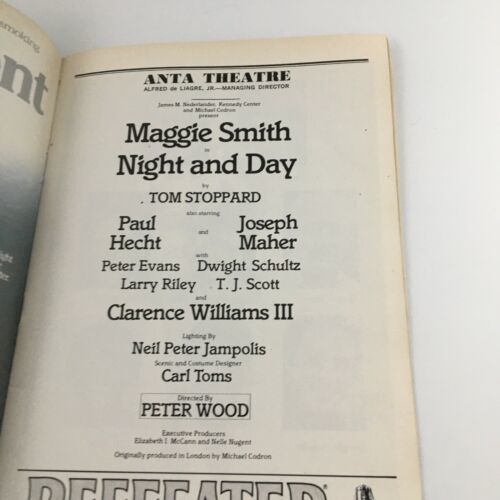 smoking.
ANTA THEATRE
ALFRED de LIAGRE, JR.—MANAGING DIRECTOR
James M. Nederlander, Kennedy Center
and Michael Codron
present
Maggie Smith
in
Night and Day
by
TOM STOPPARD
also starring
Paul Hecht
and
Joseph Maher
with
Peter Evans Dwight Schultz
Larry Riley T. J. Scott
and
Clarence Williams III
Lighting By
Neil Peter Jampolis
Scenic and Costume Designer
Carl Toms
Directed By
PETER WOOD
Executive Producers
Elizabeth I. McCann and Nelle Nugent
Originally produced in London by Michael Codron